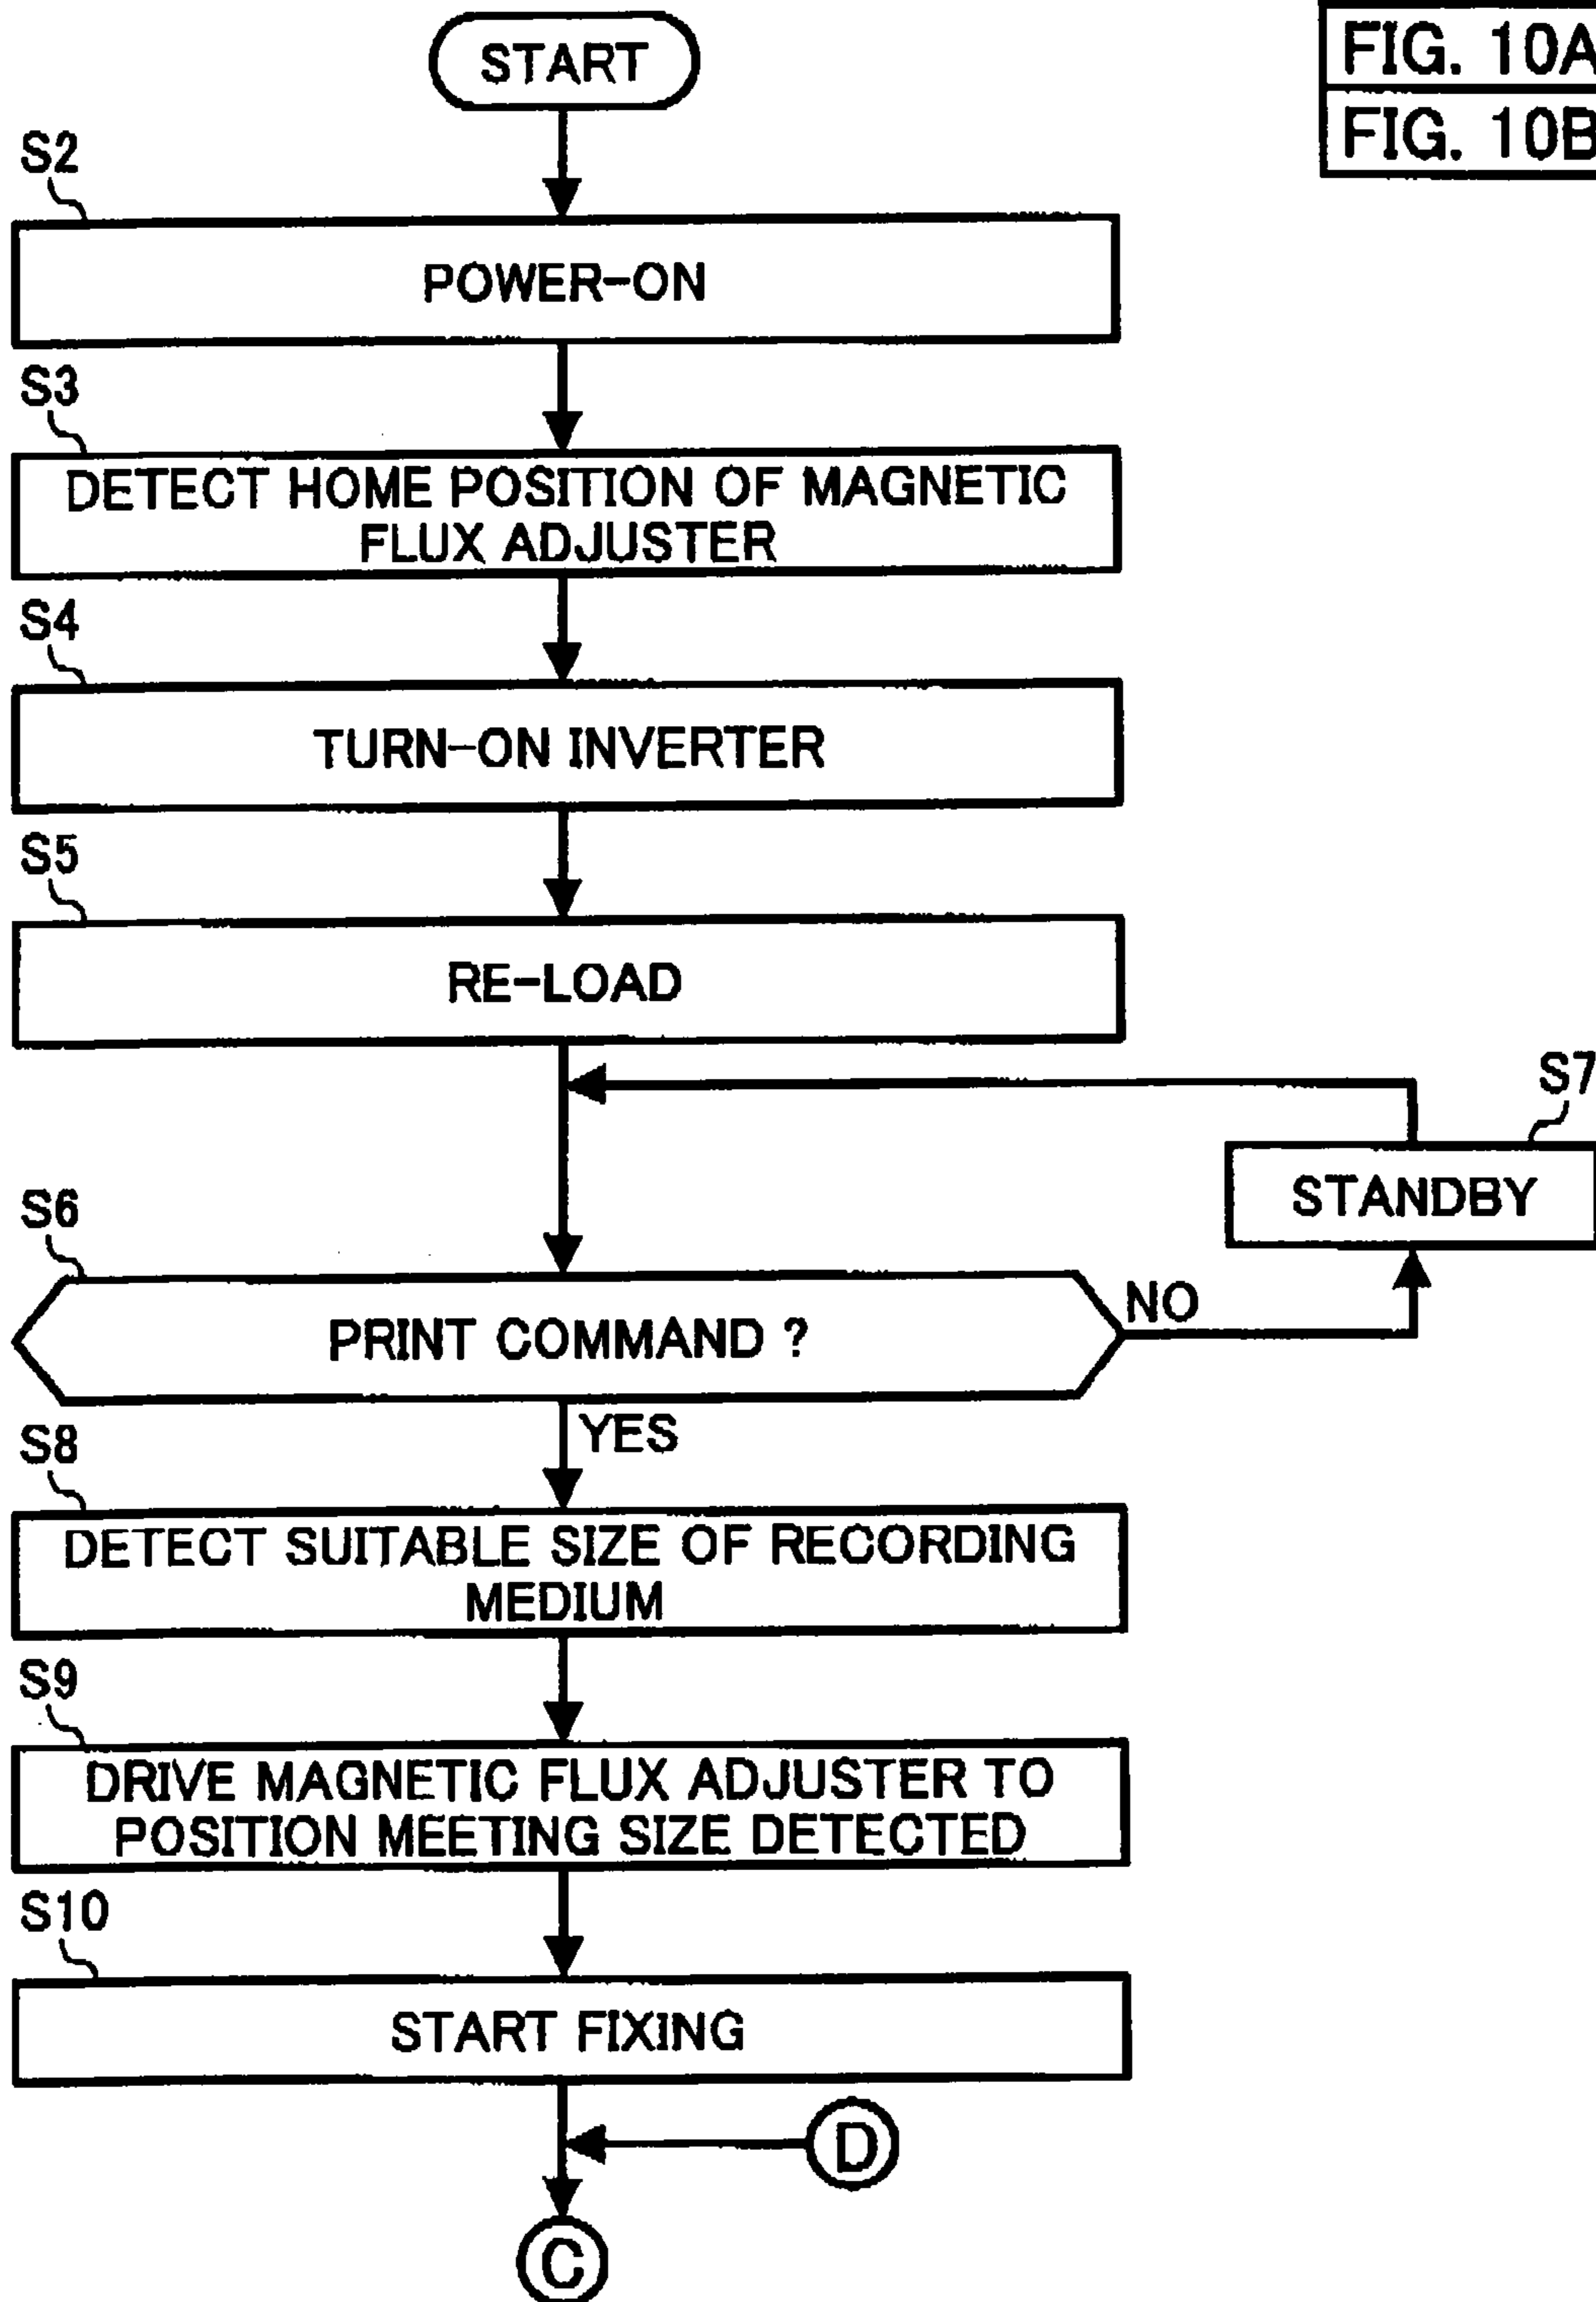 FIG. 10A
FIG. 10B
START
S2
POWER-ON
S3
DETECT HOME POSITION OF MAGNETIC
FLUX ADJUSTER
S4
TURN-ON INVERTER
S5
RE-LOAD
S7
STANDBY
S6
PRINT COMMAND ?
NO
YES
S8
DETECT SUITABLE SIZE OF RECORDING
MEDIUM
S9
DRIVE MAGNETIC FLUX ADJUSTER TO
POSITION MEETING SIZE DETECTED
S10
START FIXING
D
C